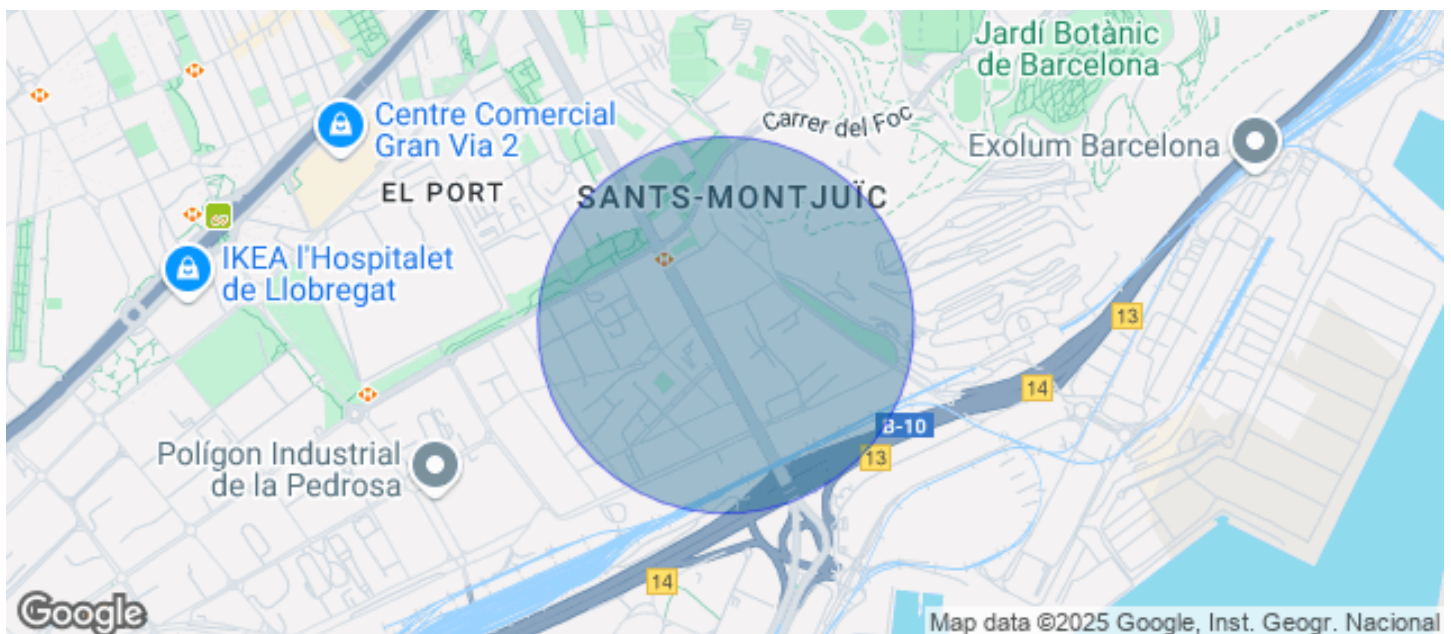 Jardí Botànic
de Barcelona
Centre Comercial
Gran Via 2
Carrer del Foc
Exolum Barcelona
EL PORT
SANTS-MONTJUÏC
IKEA l'Hospitalet
de Llobregat
13
14
B-10
13
Polígon Industrial
de la Pedrosa
14
Google
Map data ©2025 Google, Inst. Geogr. Nacional